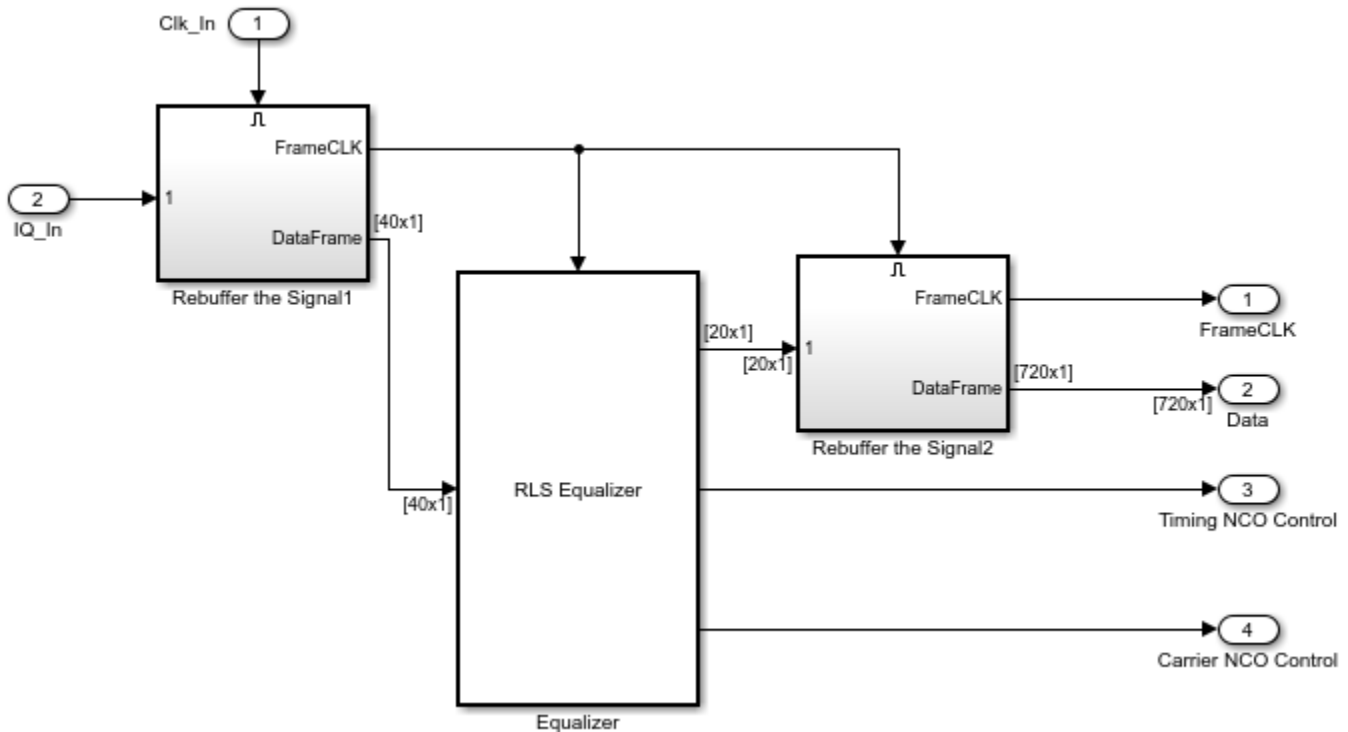 Clk_In
1
FrameCLK
1
2
IQ_In
[40x1]
DataFrame
Rebuffer the Signal1
FrameCLK
1
FrameCLK
[20x1]
1
[20x1]
[720x1]
DataFrame
2
[720x1]
Data
Rebuffer the Signal2
[40x1]
RLS Equalizer
3
Timing NCO Control
4
Carrier NCO Control
Equalizer